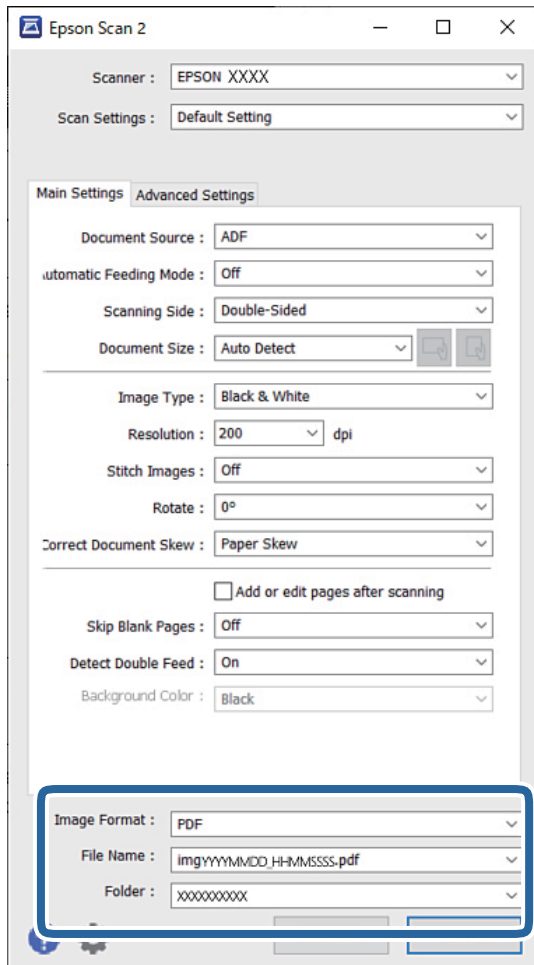 Epson Scan 2
Scanner : EPSON XXXX
Scan Settings : Default Setting
Main Settings Advanced Settings
Document Source : ADF
utomatic Feeding Mode : Off
Scanning Side : Double-Sided
Document Size : Auto Detect
Image Type : Black & White
Resolution : 200 dpi
Stitch Images : Off
Rotate : 0°
Correct Document Skew : Paper Skew
Add or edit pages after scanning
Skip Blank Pages : Off
Detect Double Feed : On
Background Color : Black
Image Format : PDF
File Name : imgYYYYMMDD_HHMMSSSS.pdf
Folder : XXXXXXXXXX